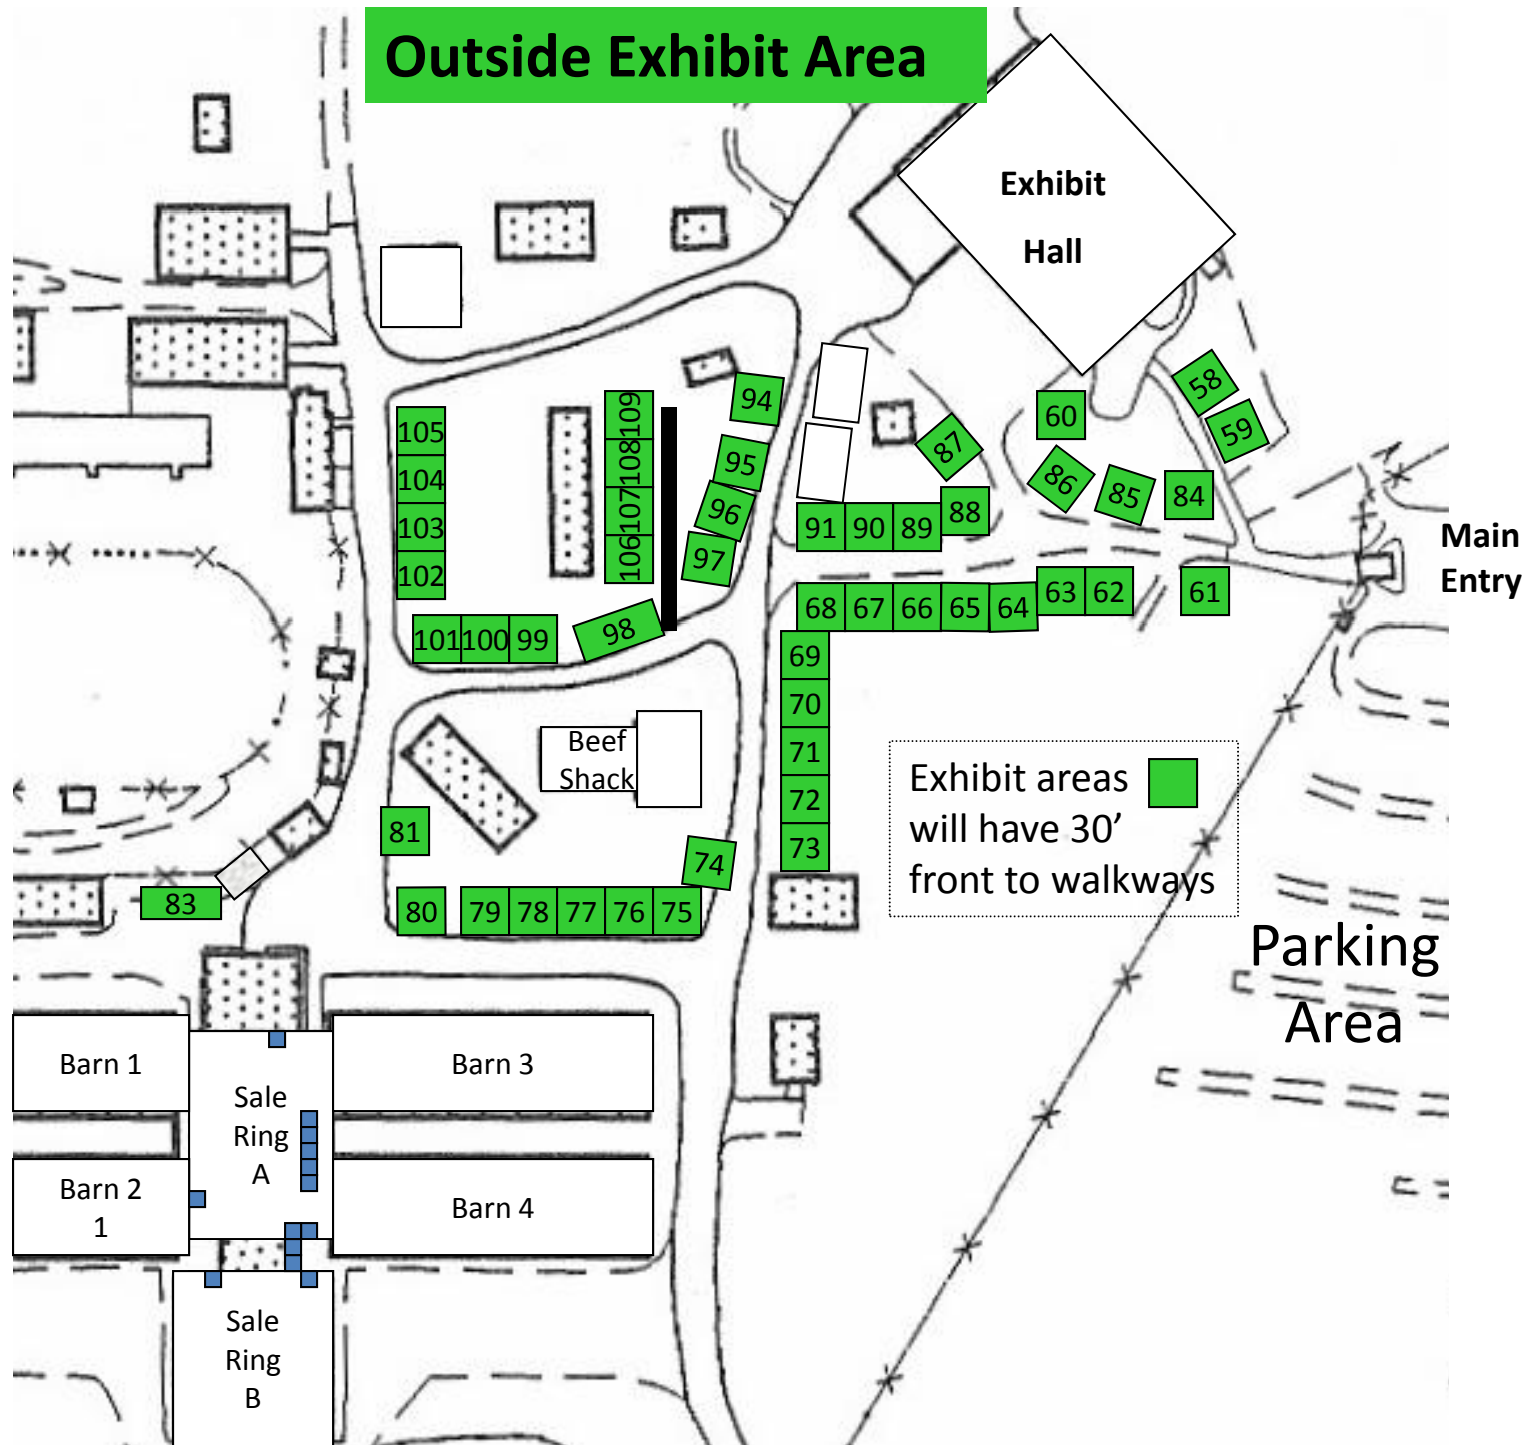 Outside Exhibit Area
Exhibit
Hall
58
59
60
94
87
95
86
85
84
96
88
97
91
90
89
105
104
103
102
109
108
107
106
Main
Entry
61
62
63
64
65
66
67
68
98
101
100
99
69
70
71
72
73
Beef
Shack
Exhibit areas
will have 30’
front to walkways
81
74
83
80
79
78
77
76
75
Parking
Area
Barn 1
Barn 3
Sale
Ring
A
Barn 2
1
Barn 4
Sale
Ring
B